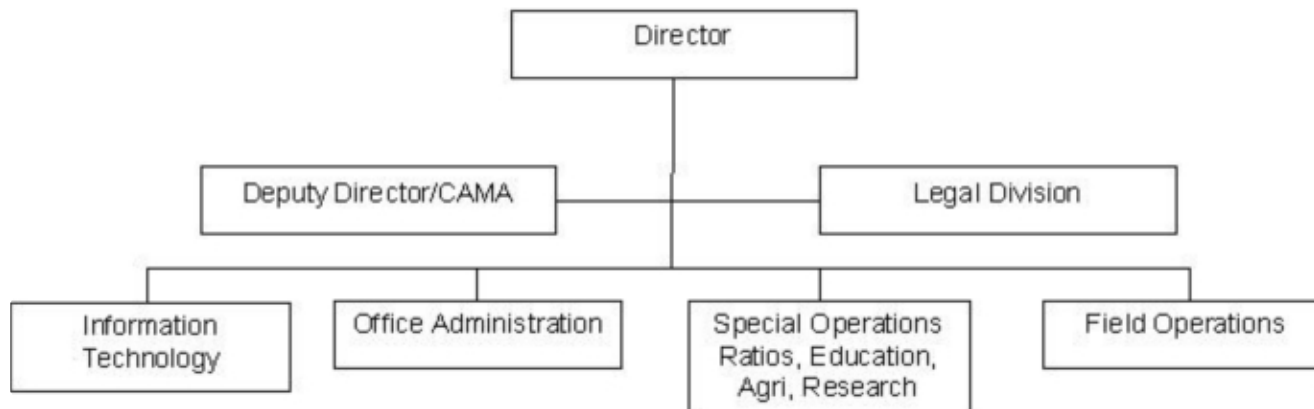 Director
Deputy Director/CAMA
Legal Division
Information
Technology
Office Administration
Special Operations
Ratios, Education,
Agri, Research
Field Operations